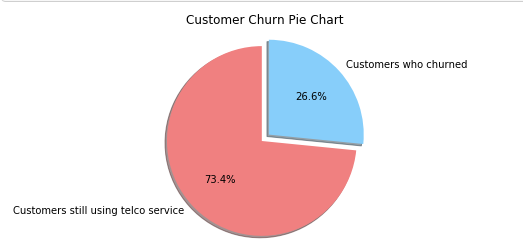 Customer Churn Pie Chart
Customers who churned
26.6%
73.4%
Customers still using telco service